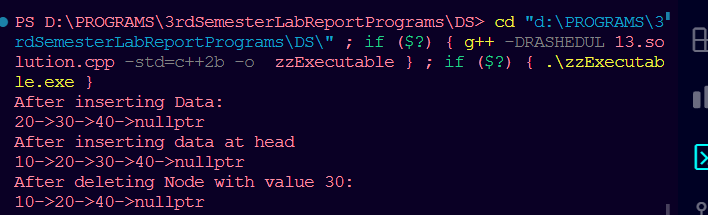 PS D:\PROGRAMS\3rdSemesterLabReportPrograms\DS> cd "d:\PROGRAMS\3
rdSemesterLabReportPrograms\DS\" ; if ($?) { g++ -DRASHEDUL 13.so
lution.cpp -std=c++2b -o  zzExecutable } ; if ($?) { .\zzExecutab
le.exe }
After inserting Data:
20->30->40->nullptr
After inserting data at head
10->20->30->40->nullptr
After deleting Node with value 30:
10->20->40->nullptr